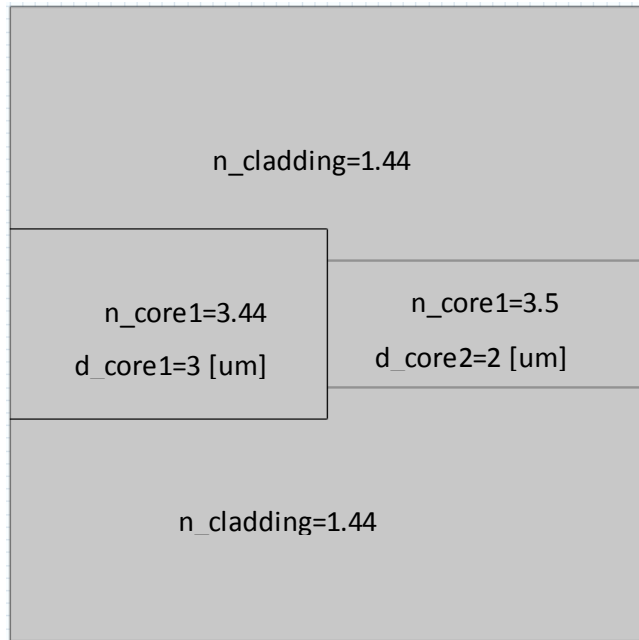 n_cladding=1.44
n_core1=3.44
d_core1=3 [um]
n_core1=3.5
d_core2=2 [um]
n_cladding=1.44